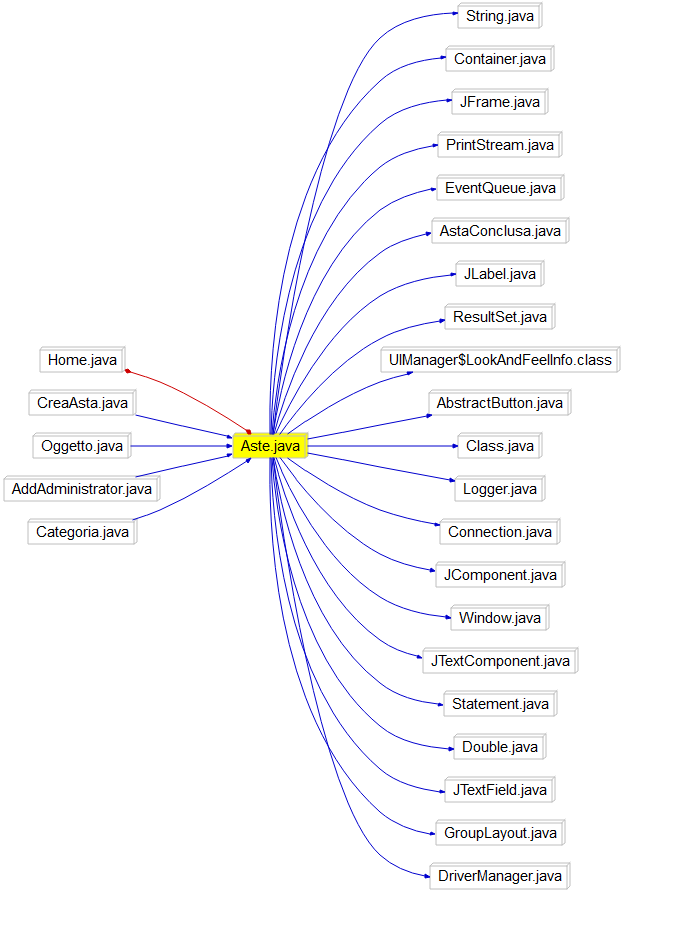 String.java
Container.java
JFrame.java
PrintStream.java
EventQueue.java
AstaConclusa.java
JLabel.java
ResultSet.java
Home.java
UIManager$LookAndFeelInfo.class
CreaAsta.java
AbstractButton.java
Oggetto.java
Aste.java
Class.java
AddAdministrator.java
Logger.java
Categoria.java
Connection.java
JComponent.java
Window.java
JTextComponent.java
Statement.java
Double.java
JTextField.java
GroupLayout.java
DriverManager.java